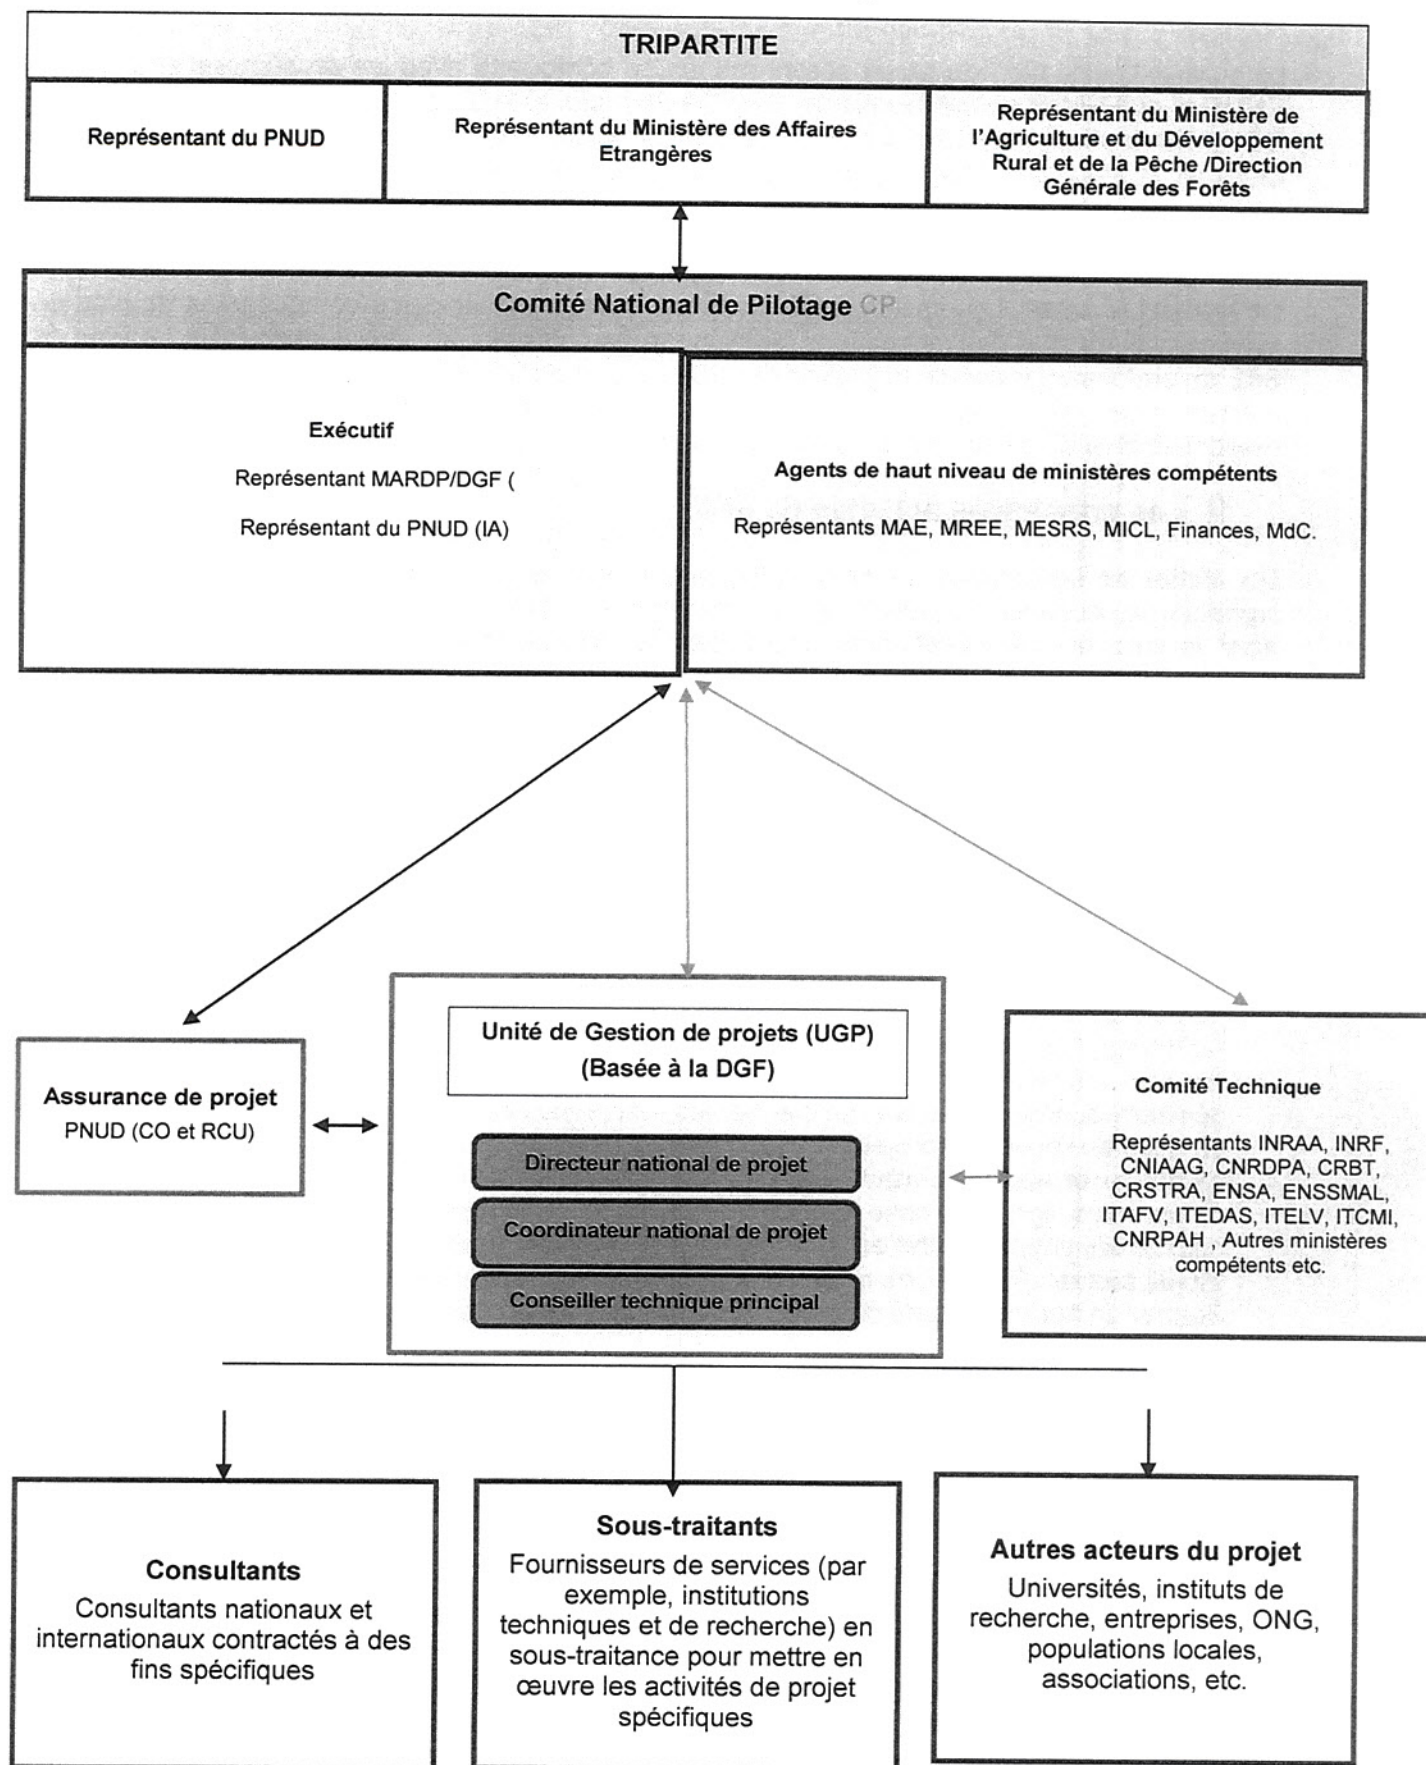 TRIPARTITE
Représentant du PNUD
Représentant du Ministère des Affaires
Etrangères
Représentant du Ministère de
l'Agriculture et du Développement
Rural et de la Pêche /Direction
Générale des Forêts
Comité National de Pilotage CP
Exécutif
Représentant MARDP/DGF (
Représentant du PNUD (IA)
Agents de haut niveau de ministères compétents
Représentants MAE, MREE, MESRS, MICL, Finances, MdC.
Assurance de projet
PNUD (CO et RCU)
Unité de Gestion de projets (UGP)
(Basée à la DGF)
Directeur national de projet
Coordinateur national de projet
Conseiller technique principal
Comité Technique
Représentants INRAA, INRF,
CNIAAG, CNRDPA, CRBT,
CRSTRA, ENSA, ENSSMAL,
ITAFV, ITEDAS, ITELV, ITCMI,
CNRPAH , Autres ministères
compétents etc.
Consultants
Consultants nationaux et
internationaux contractés à des
fins spécifiques
Sous-traitants
Fournisseurs de services (par
exemple, institutions
techniques et de recherche) en
sous-traitance pour mettre en
œuvre les activités de projet
spécifiques
Autres acteurs du projet
Universités, instituts de
recherche, entreprises, ONG,
populations locales,
associations, etc.